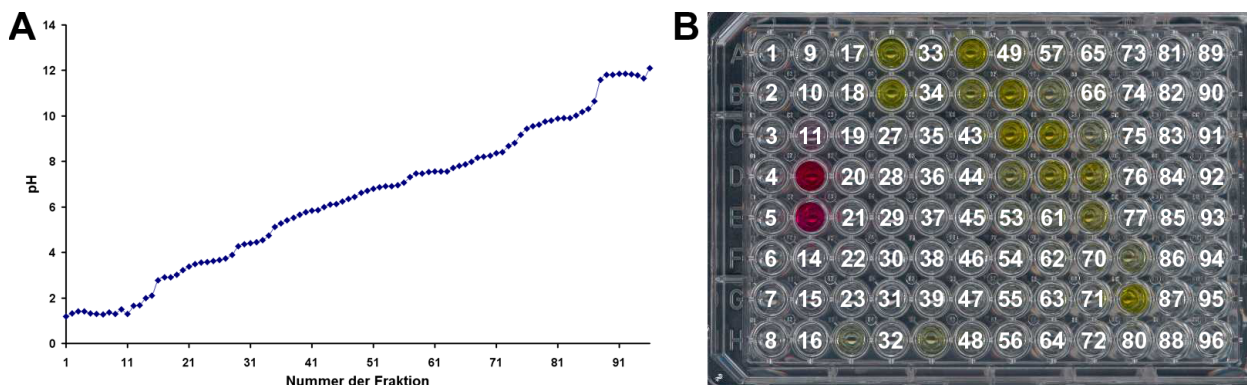 A
14
12
10
8
6
4
2
0
pH
1 11 21 31 41 51 61 71 81 91
Nummer der Fraktion
B
A 1 9 17 33 49 57 65 73 81 89
B 2 10 18 34 66 74 82 90
C 3 11 19 27 35 43 75 83 91
D 4 20 28 36 44 76 84 92
E 5 21 29 37 45 53 61 77 85 93
F 6 14 22 30 38 46 54 62 70 86 94
G 7 15 23 31 39 47 55 63 71 87 95
H 8 16 32 48 56 64 72 80 88 96